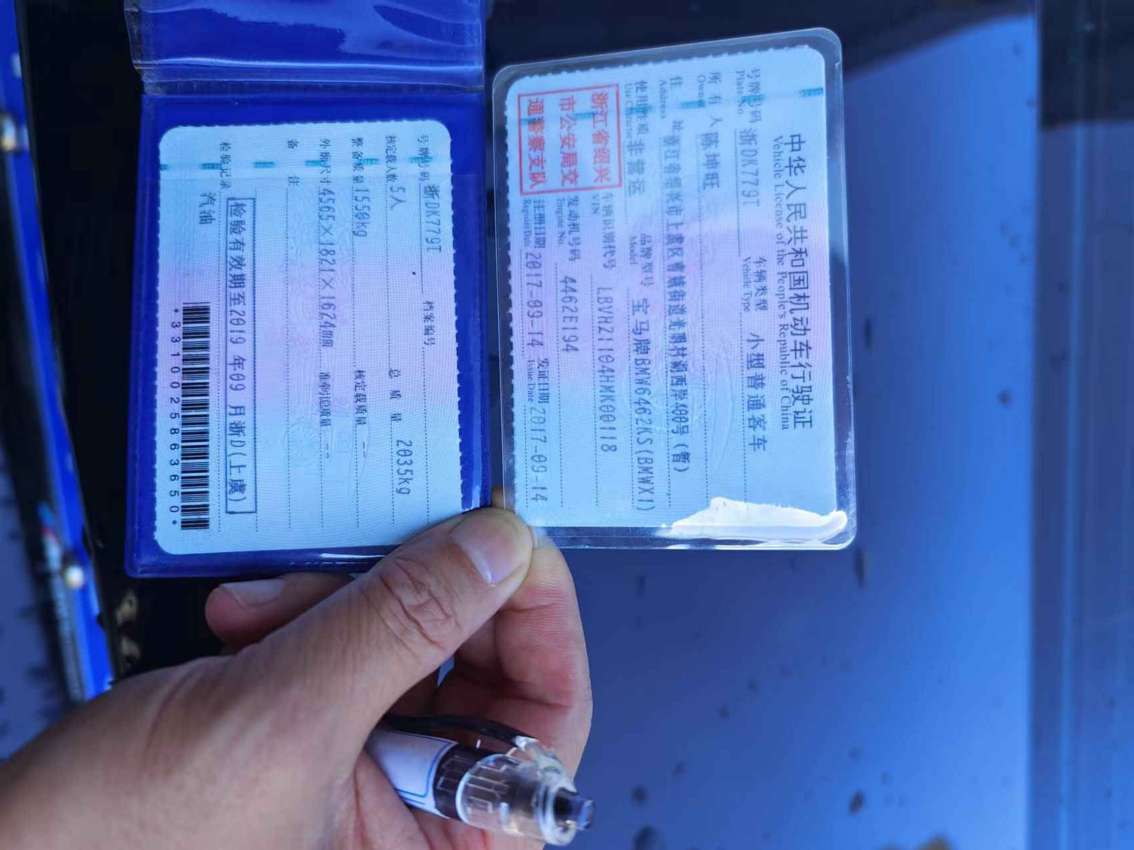 中华人民共和国机动车行驶证
Vehicle License of the People's Republic of China
号牌号码 浙DK779T 车辆类型 小型普通客车
Plate No. Vehicle Type
所有人 陈坤旺
Owner
住址 浙江省绍兴市上虞区曹娥街道光明村 西岸400号(暂)
Address
使用性质 非营运 品牌型号 宝马牌BMW6462KS(BMWX1)
Use Character Model
浙江省绍兴
市公安局交
通警察支队
车辆识别代号 LBVHZ1104HMK00118
VIN
发动机号码 4462E194
Engine No.
注册日期 2017-09-14 发证日期 2017-09-14
Register Date Issue Date
号牌号码 浙DK779T 档案编号
核定载人数 5人 总质量 2035kg
整备质量 1550kg 核定载质量 --
外廓尺寸 4565×1821×1624mm 准牵引总质量 --
备注
检验有效期至2019年09月浙D(上虞)
检验记录
汽油
*3310025863650*